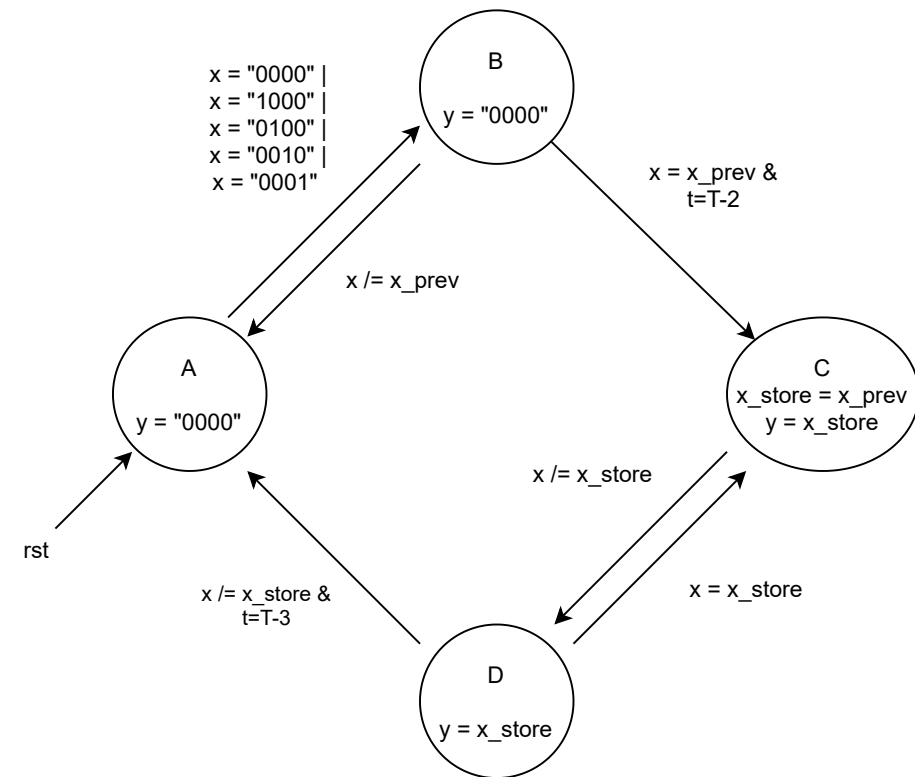 B
y = "0000"
x = "0000" |
x = "1000" |
x = "0100" |
x = "0010" |
x = "0001"
x = x_prev &
t=T-2
x /= x_prev
A
y = "0000"
C
x_store = x_prev
y = x_store
rst
x /= x_store
x = x_store
x /= x_store &
t=T-3
D
y = x_store